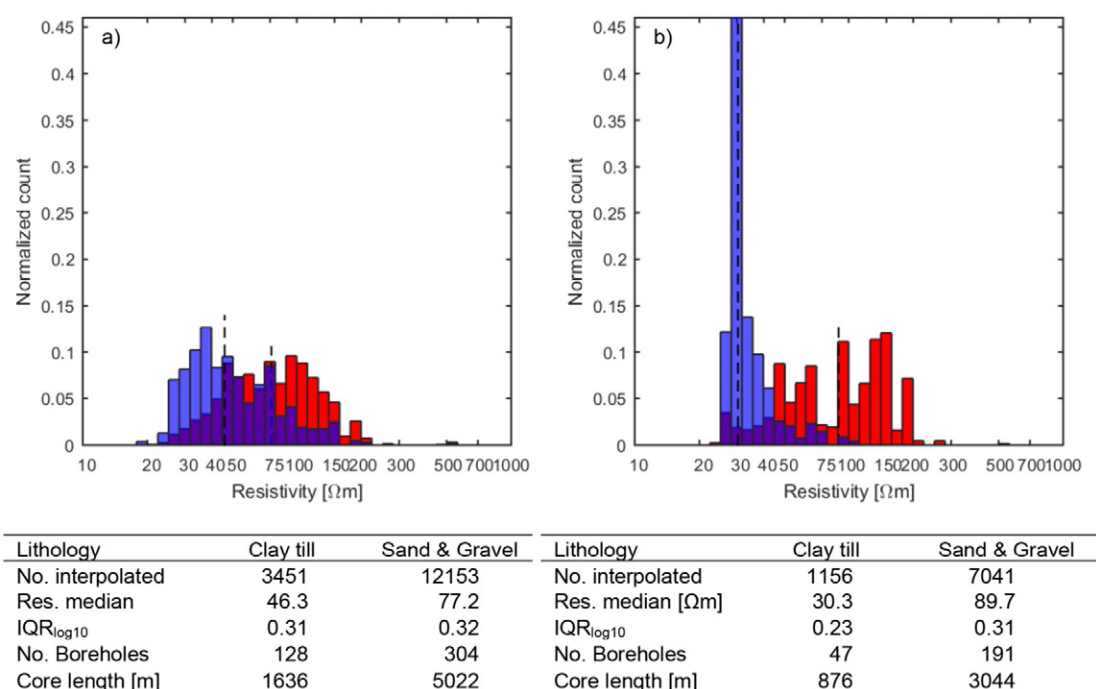 a)
Normalized count
0.45
0.4
0.35
0.3
0.25
0.2
0.15
0.1
0.05
0
10 20 30 40 50 75 100 150 200 300 500 700 1000
Resistivity [Ωm]
b)
Normalized count
0.45
0.4
0.35
0.3
0.25
0.2
0.15
0.1
0.05
0
10 20 30 40 50 75 100 150 200 300 500 700 1000
Resistivity [Ωm]
Lithology Clay till Sand & Gravel
No. interpolated 3451 12153
Res. median 46.3 77.2
IQRlog10 0.31 0.32
No. Boreholes 128 304
Core length [m] 1636 5022
Lithology Clay till Sand & Gravel
No. interpolated 1156 7041
Res. median [Ωm] 30.3 89.7
IQRlog10 0.23 0.31
No. Boreholes 47 191
Core length [m] 876 3044